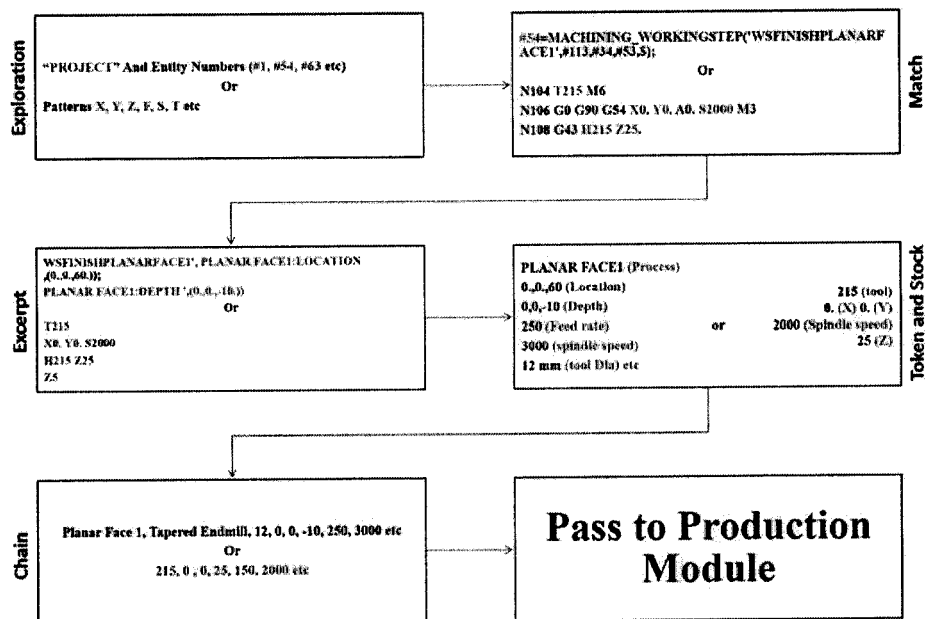 Exploration
"PROJECT" And Entity Numbers (#1, #54, #63 etc)
Or
Patterns X, Y, Z, F, S, T etc
Match
#54=MACHINING_WORKINGSTEP('WSFINISHPLANARF
ACE1',#113,#34,#53,$);
Or
N104 T215 M6
N106 G0 G90 G54 X0. Y0. A0. S2000 M3
N108 G43 H215 Z25.
Excerpt
WSFINISHPLANARFACE1', PLANAR FACE1:LOCATION
,(0.,0.,60.));
PLANAR FACE1:DEPTH ',(0.,0.,-10.))
Or
T215
X0. Y0. S2000
H215 Z25
Z5
Token and Stock
PLANAR FACE1 (Process)
0.,0.,60 (Location)
0,0,-10 (Depth)
250 (Feed rate)
3000 (spindle speed)
12 mm (tool Dia) etc
or
215 (tool)
0. (X) 0. (Y)
2000 (Spindle speed)
25 (Z)
Chain
Planar Face 1, Tapered Endmill, 12, 0, 0, -10, 250, 3000 etc
Or
215, 0 , 0, 25, 150, 2000 etc
Pass to Production
Module